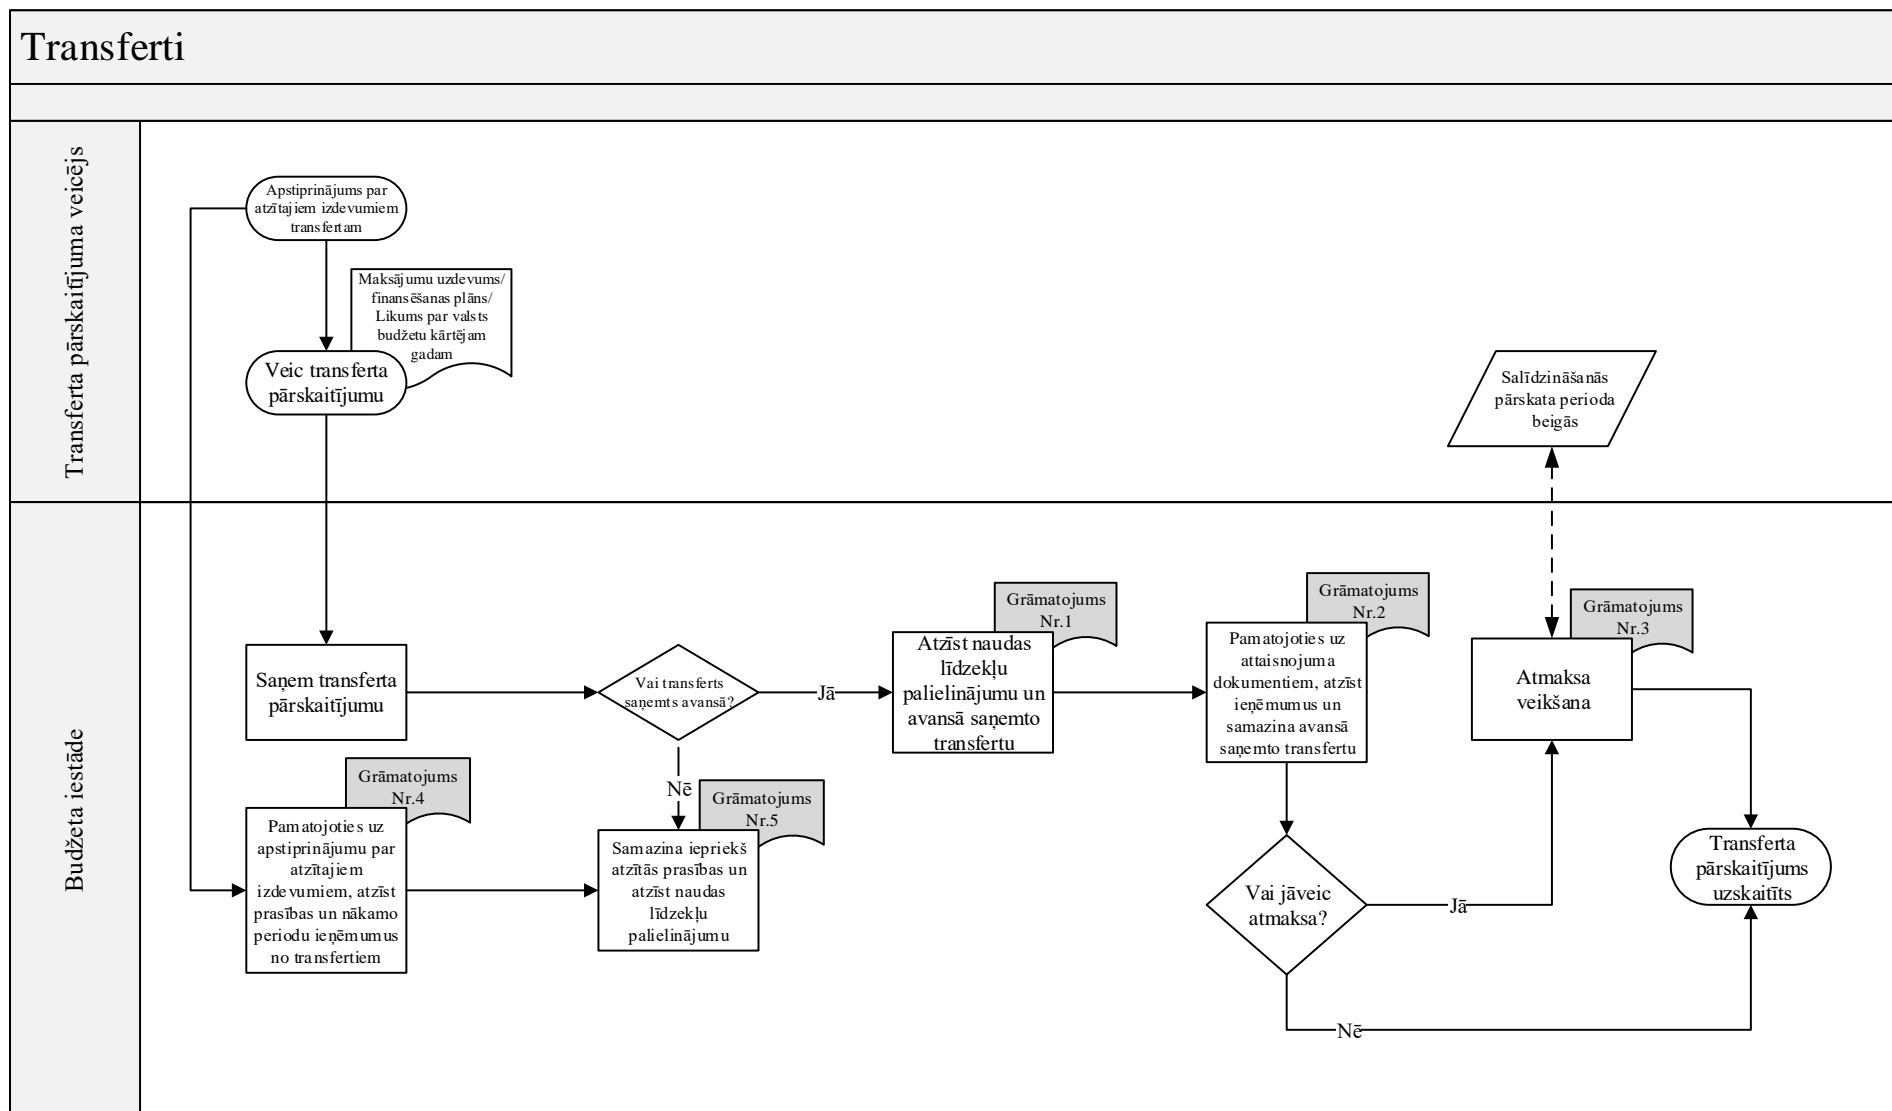 Transferti
Transferta pārskaitījuma veicējs
Apstiprinājums par
atzītajiem izdevumiem
transfertam
Maksājumu uzdevums/
finansēšanas plāns/
Likums par valsts
budžetu kārtējam
gadam
Veic transferta
pārskaitījumu
Salīdzināšanās
pārskata perioda
beigās
Budžeta iestāde
Saņem transferta
pārskaitījumu
Vai transferts
saņemts avansā?
Jā
Nē
Grāmatojums
Nr.1
Atzīst naudas
līdzekļu
palielinājumu un
avansā saņemto
transfertu
Grāmatojums
Nr.2
Pamatojoties uz
attaisnojuma
dokumentiem, atzīst
ieņēmumus un
samazina avansā
saņemto transfertu
Grāmatojums
Nr.3
Atmaksa
veikšana
Grāmatojums
Nr.4
Pamatojoties uz
apstiprinājumu par
atzītajiem
izdevumiem, atzīst
prasības un nākamo
periodu ieņēmumus
no transfertiem
Grāmatojums
Nr.5
Samazina iepriekš
atzītās prasības un
atzīst naudas
līdzekļu
palielinājumu
Vai jāveic
atmaksa?
Jā
Nē
Transferta
pārskaitījums
uzskaitīts